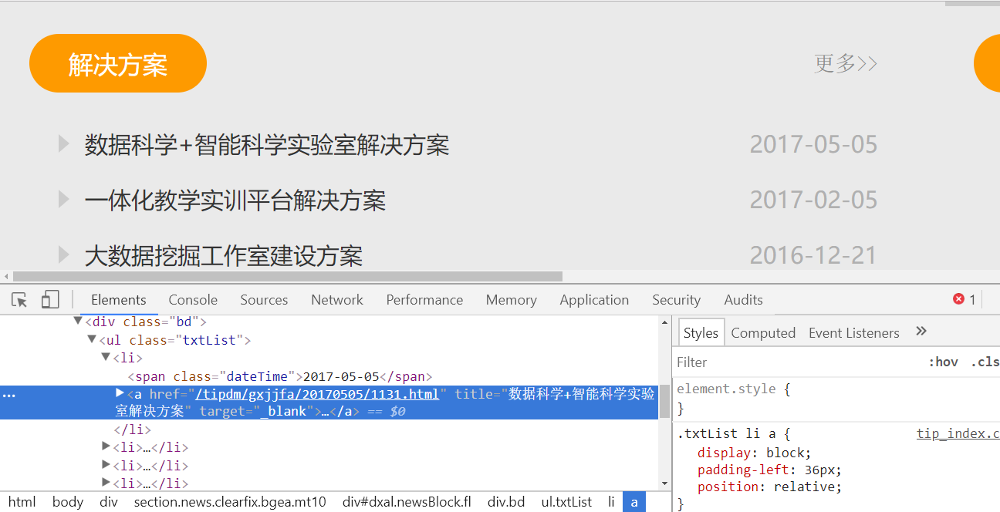 解决方案
更多>>
数据科学+智能科学实验室解决方案 2017-05-05
一体化教学实训平台解决方案 2017-02-05
大数据挖掘工作室建设方案 2016-12-21
Elements Console Sources Network Performance Memory Application Security Audits 1
<div class="bd">
<ul class="txtList">
<li>
<span class="dateTime">2017-05-05</span>
... <a href="/tipdm/gxjjfa/20170505/1131.html" title="数据科学+智能科学实验
室解决方案" target="_blank">…</a> == $0
</li>
<li>…</li>
<li>…</li>
<li>…</li>
html body div section.news.clearfix.bgea.mt10 div#dxal.newsBlock.fl div.bd ul.txtList li a
Styles Computed Event Listeners »
Filter :hov .cls
element.style {
}
.txtList li a { tip_index.c
display: block;
padding-left: 36px;
position: relative;
}